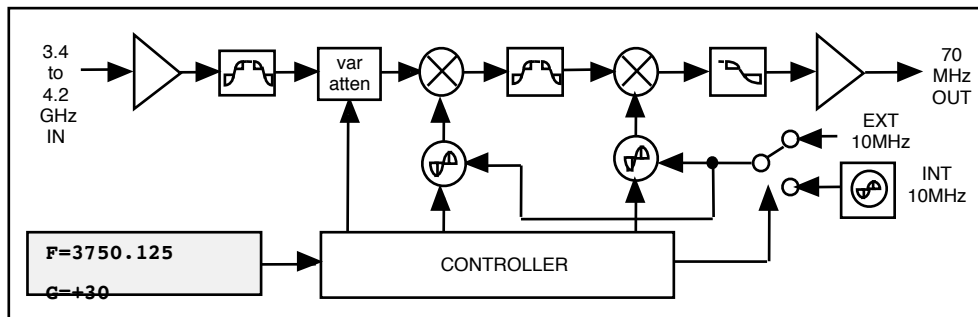 3.4
to
4.2
GHz
IN
var
atten
70
MHz
OUT
EXT
10MHz
INT
10MHz
F=3750.125
G=+30
CONTROLLER